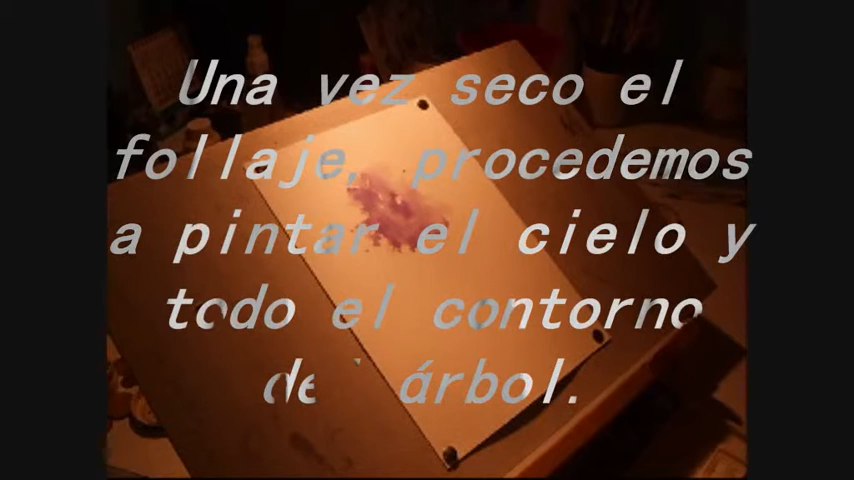 Una vez seco el
follaje, procedemos
a pintar el cielo y
todo el contorno
del árbol.